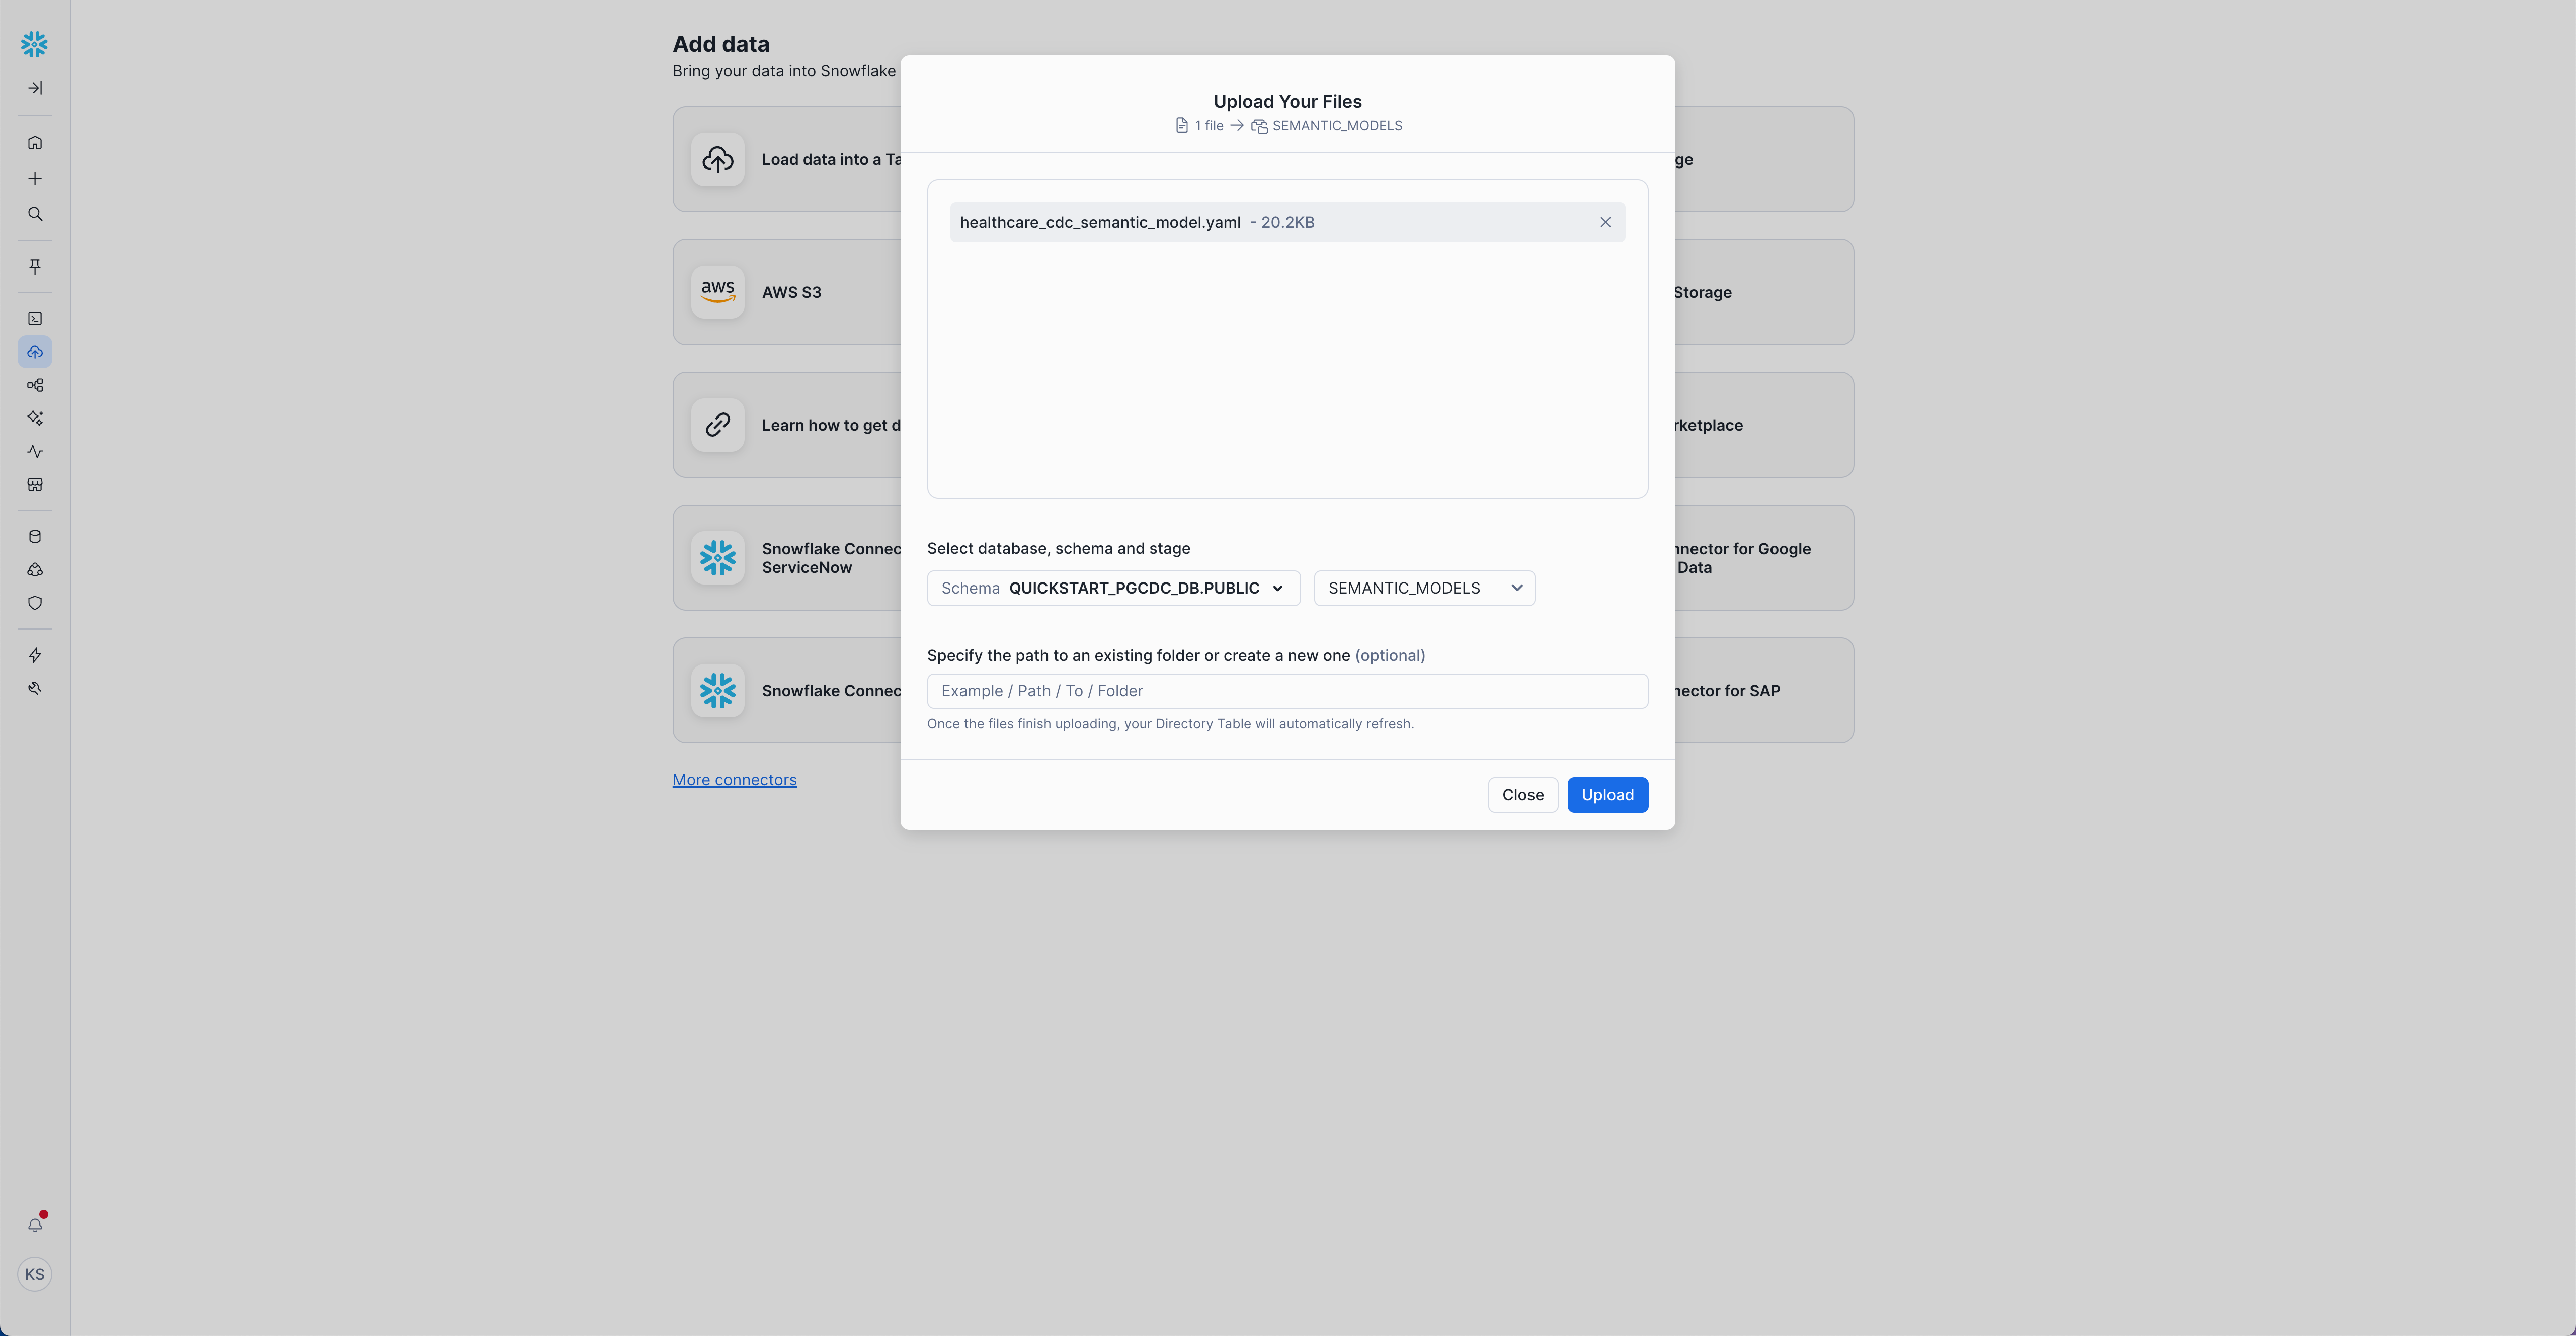 Add data
Bring your data into Snowflake
Load data into a Ta
ge
aws
AWS S3
Storage
Learn how to get d
rketplace
Snowflake Connec
ServiceNow
nnector for Google
Data
Snowflake Connec
nector for SAP
More connectors
Upload Your Files
1 file → SEMANTIC_MODELS
healthcare_cdc_semantic_model.yaml - 20.2KB
Select database, schema and stage
Schema QUICKSTART_PGCDC_DB.PUBLIC
SEMANTIC_MODELS
Specify the path to an existing folder or create a new one (optional)
Example / Path / To / Folder
Once the files finish uploading, your Directory Table will automatically refresh.
Close
Upload
KS